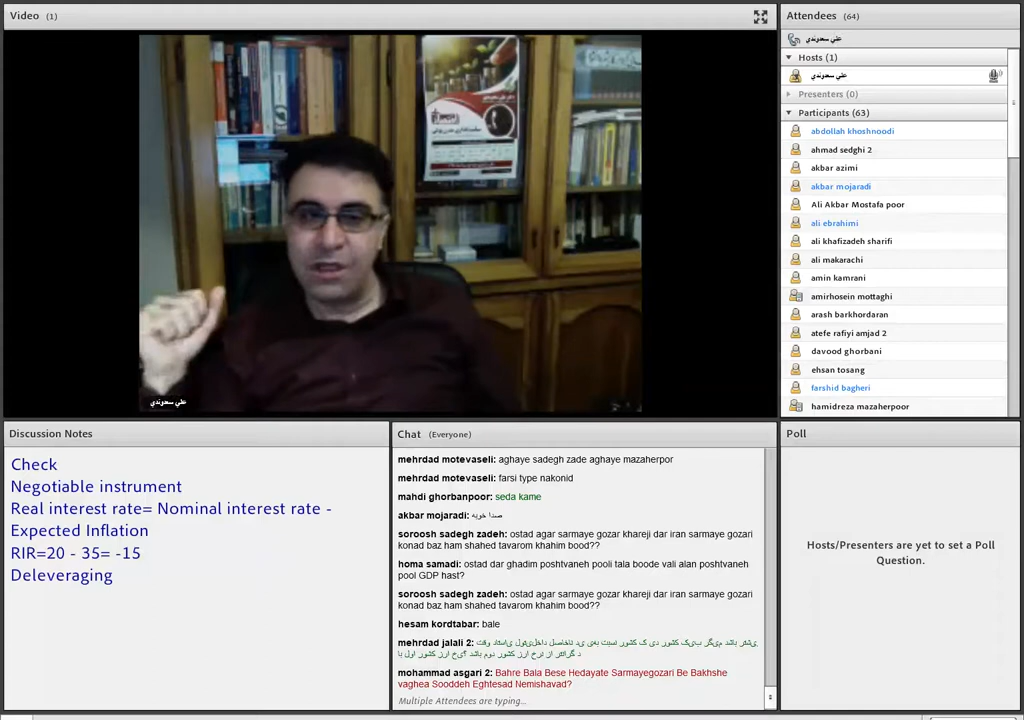 Video (1)
علي سعدوندي
Attendees (64)
علي سعدوندي
Hosts (1)
علي سعدوندي
Presenters (0)
Participants (63)
abdollah khoshnoodi
ahmad sedghi 2
akbar azimi
akbar mojaradi
Ali Akbar Mostafa poor
ali ebrahimi
ali khafizadeh sharifi
ali makarachi
amin kamrani
amirhosein mottaghi
arash barkhordaran
atefe rafiyi amjad 2
davood ghorbani
ehsan tosang
farshid bagheri
hamidreza mazaherpoor
Discussion Notes
Check
Negotiable instrument
Real interest rate= Nominal interest rate -
Expected Inflation
RIR=20 - 35= -15
Deleveraging
Chat (Everyone)
mehrdad motevaseli: aghaye sadegh zade aghaye mazaherpor
mehrdad motevaseli: farsi type nakonid
mahdi ghorbanpoor: seda kame
akbar mojaradi: صدا خوبه
soroosh sadegh zadeh: ostad agar sarmaye gozar khareji dar iran sarmaye gozari
konad baz ham shahed tavarom khahim bood??
homa samadi: ostad dar ghadim poshtvaneh pooli tala boode vali alan poshtvaneh
pool GDP hast?
soroosh sadegh zadeh: ostad agar sarmaye gozar khareji dar iran sarmaye gozari
konad baz ham shahed tavarom khahim bood??
hesam kordtabar: bale
mehrdad jalali 2:
mohammad asgari 2: Bahre Bala Bese Hedayate Sarmayegozari Be Bakhshe
vaghea Sooddeh Eghtesad Nemishavad?
Multiple Attendees are typing...
Poll
Hosts/Presenters are yet to set a Poll
Question.